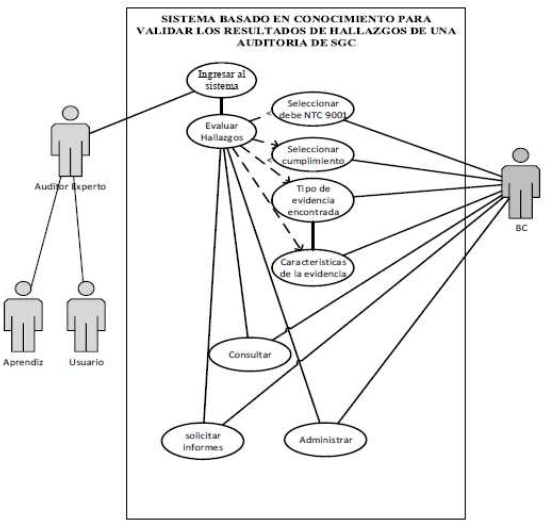 SISTEMA BASADO EN CONOCIMIENTO PARA
VALIDAR LOS RESULTADOS DE HALLAZGOS DE UNA
AUDITORIA DE SGC
Ingresar al
sistema
Seleccionar
debe NTC 9001
Evaluar
Hallazgos
Seleccionar
cumplimiento
Auditor Experto
Tipo de
evidencia
encontrada
BC
Caracteristicas
de la evidencia
Aprendiz
Usuario
Consultar
solicitar
informes
Administrar